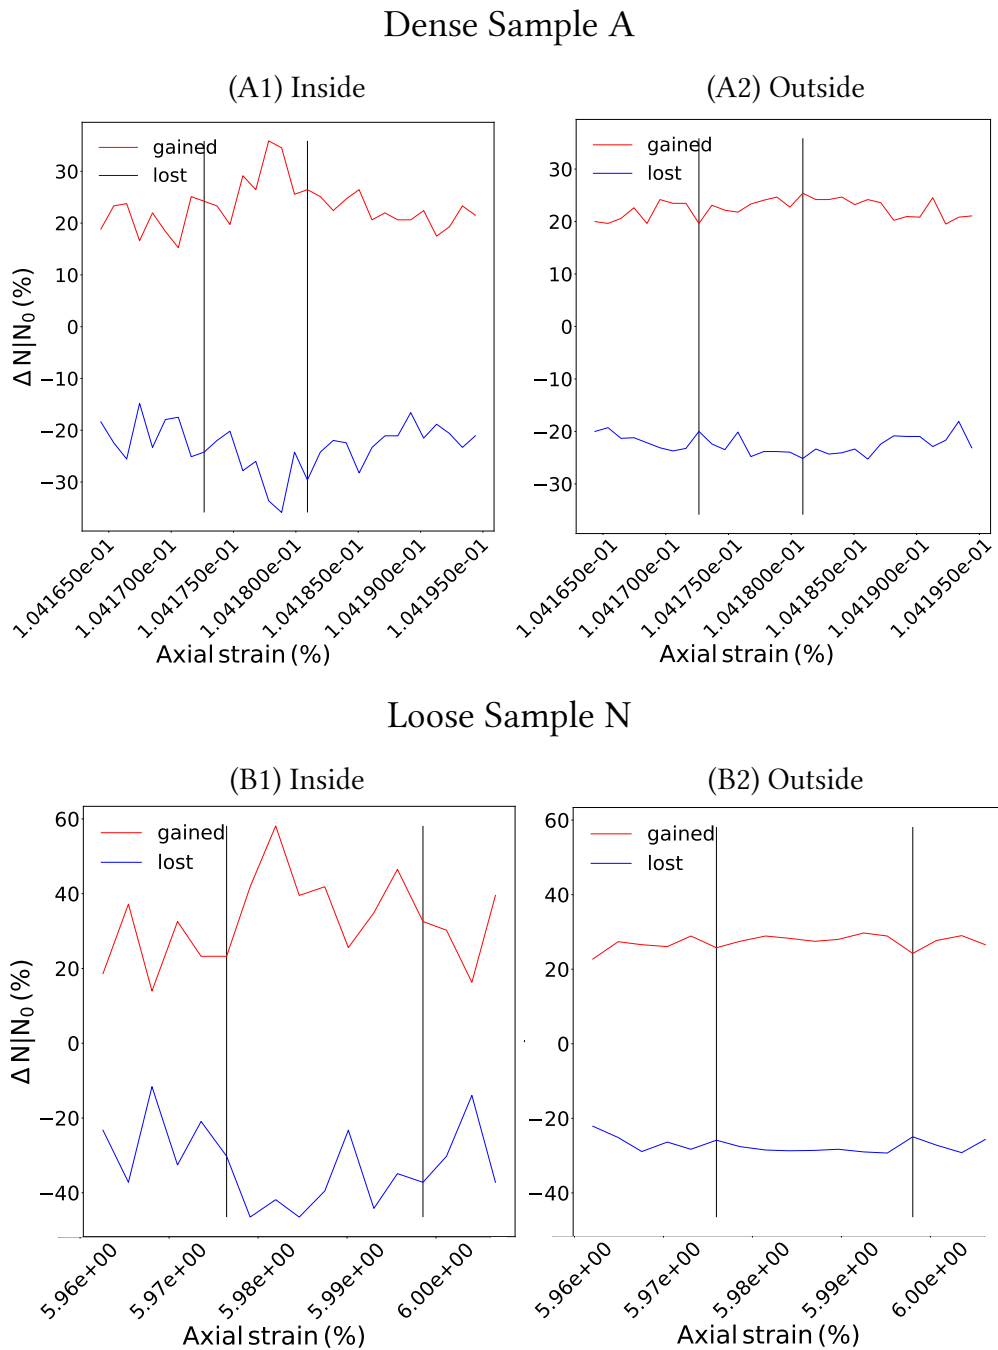 Dense Sample A
(A1) Inside
(A2) Outside
gained
lost
30
20
10
0
−10
−20
−30
Δ N|N0 (%)
1.041650e-01
1.041700e-01
1.041750e-01
1.041800e-01
1.041850e-01
1.041900e-01
1.041950e-01
Axial strain (%)
gained
lost
30
20
10
0
−10
−20
−30
1.041650e-01
1.041700e-01
1.041750e-01
1.041800e-01
1.041850e-01
1.041900e-01
1.041950e-01
Axial strain (%)
Loose Sample N
(B1) Inside
(B2) Outside
gained
lost
60
40
20
0
−20
−40
Δ N|N0 (%)
5.96e+00
5.97e+00
5.98e+00
5.99e+00
6.00e+00
Axial strain (%)
gained
lost
60
40
20
0
−20
−40
5.96e+00
5.97e+00
5.98e+00
5.99e+00
6.00e+00
Axial strain (%)